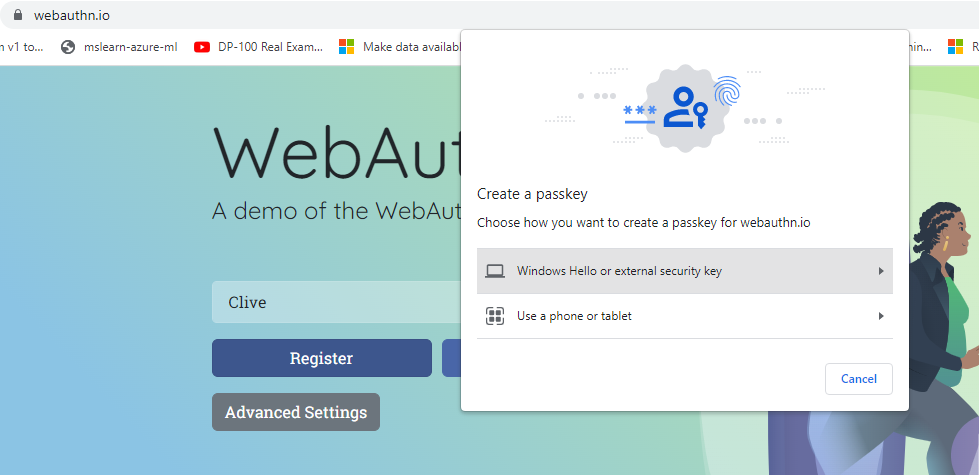 webauthn.io
v1 to...
mslearn-azure-ml
DP-100 Real Exam...
Make data availabl
in...
R
WebAut
A demo of the WebAut
Clive
Register
Advanced Settings
***
Create a passkey
Choose how you want to create a passkey for webauthn.io
Windows Hello or external security key
Use a phone or tablet
Cancel